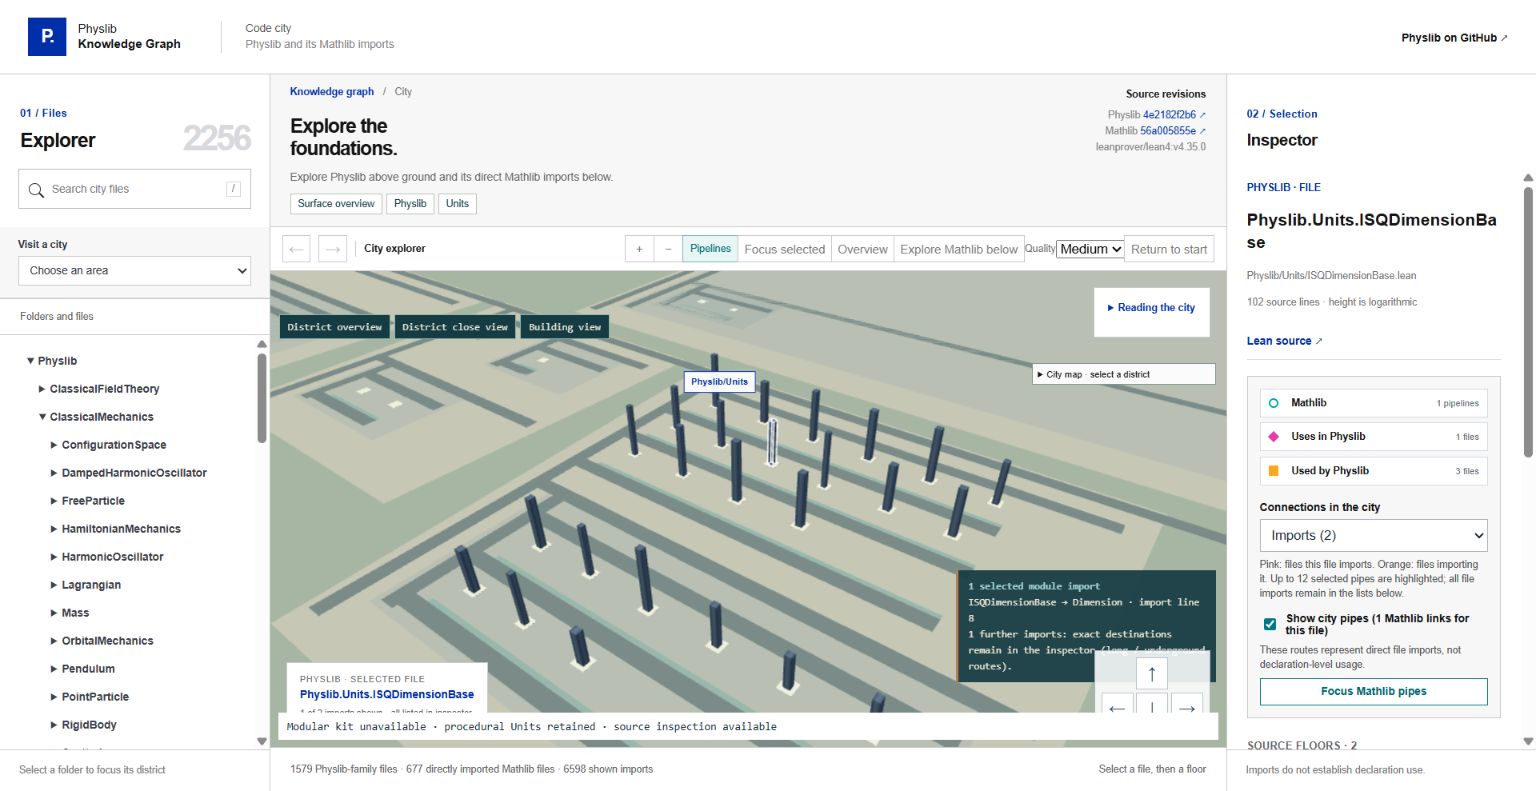 P.
Physlib
Knowledge Graph
Code city
Physlib and its Mathlib imports
Physlib on GitHub ↗
01 / Files
Explorer
2256
Search city files
/
Visit a city
Choose an area
Folders and files
▼ Physlib
▶ ClassicalFieldTheory
▼ ClassicalMechanics
▶ ConfigurationSpace
▶ DampedHarmonicOscillator
▶ FreeParticle
▶ HamiltonianMechanics
▶ HarmonicOscillator
▶ Lagrangian
▶ Mass
▶ OrbitalMechanics
▶ Pendulum
▶ PointParticle
▶ RigidBody
Select a folder to focus its district
Knowledge graph / City
Explore the
foundations.
Explore Physlib above ground and its direct Mathlib imports below.
Surface overview
Physlib
Units
Source revisions
Physlib 4e2182f2b6 ↗
Mathlib 56a005855e ↗
leanprover/lean4:v4.35.0
← → City explorer
+ − Pipelines Focus selected Overview Explore Mathlib below Quality Medium Return to start
▶ Reading the city
District overview
District close view
Building view
▶ City map · select a district
Physlib/Units
1 selected module import
ISQDimensionBase → Dimension · import line
8
1 further imports: exact destinations
remain in the inspector (long / underground
routes).
↑
← ↓ →
PHYSLIB · SELECTED FILE
Physlib.Units.ISQDimensionBase
1 of 2 imports shown · all listed in inspector
Modular kit unavailable · procedural Units retained · source inspection available
1579 Physlib-family files · 677 directly imported Mathlib files · 6598 shown imports
Select a file, then a floor
02 / Selection
Inspector
PHYSLIB · FILE
Physlib.Units.ISQDimensionBa
se
Physlib/Units/ISQDimensionBase.lean
102 source lines · height is logarithmic
Lean source ↗
Mathlib 1 pipelines
Uses in Physlib 1 files
Used by Physlib 3 files
Connections in the city
Imports (2)
Pink: files this file imports. Orange: files importing
it. Up to 12 selected pipes are highlighted; all file
imports remain in the lists below.
Show city pipes (1 Mathlib links for
this file)
These routes represent direct file imports, not
declaration-level usage.
Focus Mathlib pipes
SOURCE FLOORS · 2
Imports do not establish declaration use.